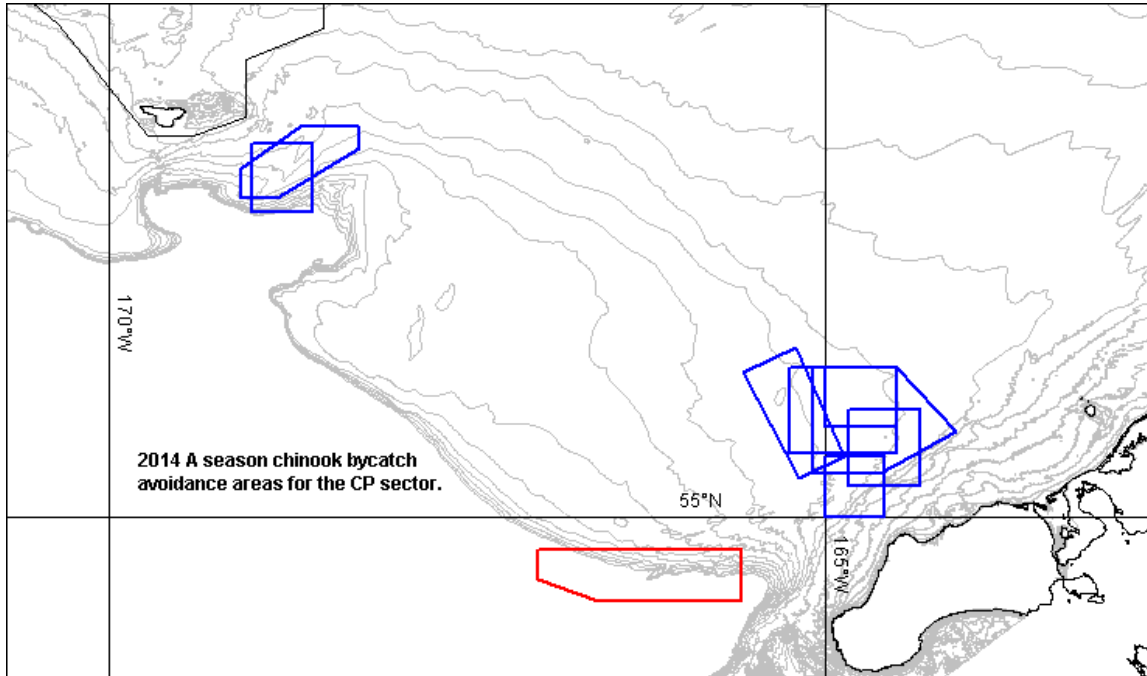 170°W
2014 A season chinook bycatch
avoidance areas for the CP sector.
55°N
165°W